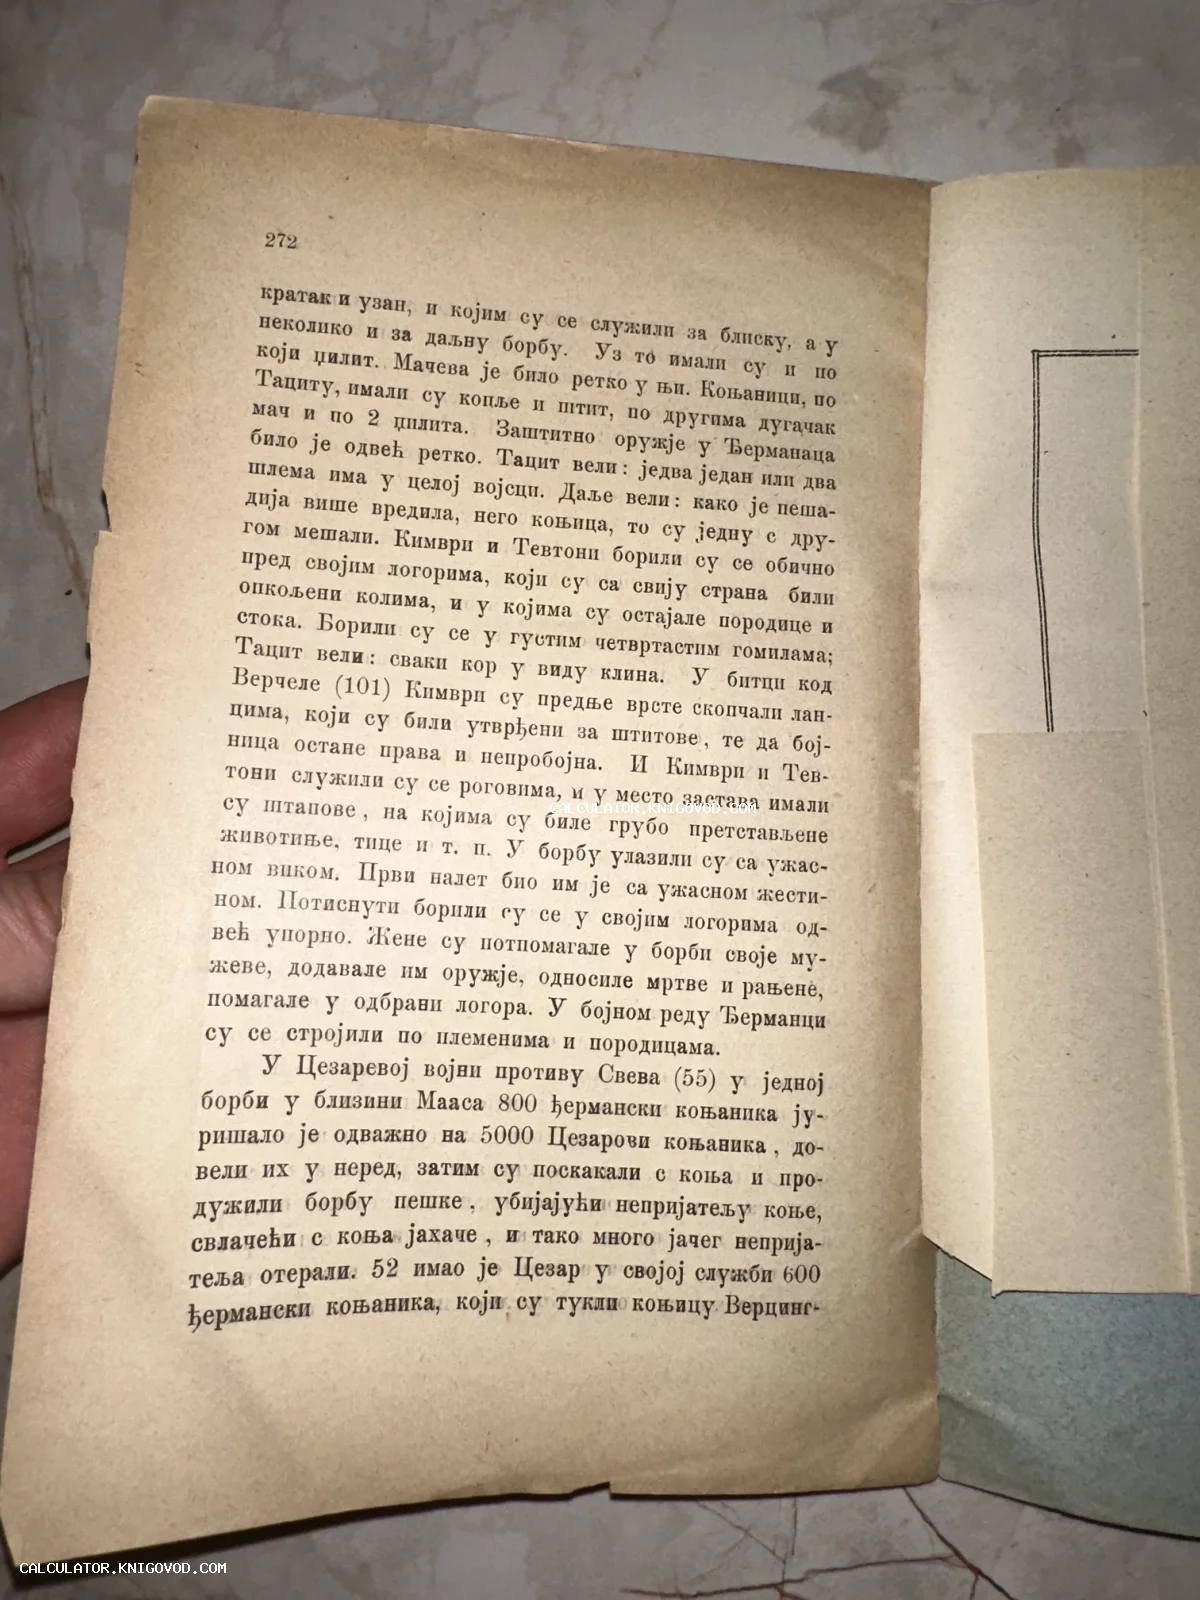 272
кратак и узан, и којим су се служили за блиску, а у
неколико и за даљну борбу. Уз то имали су и по
који џилит. Мачева је било ретко у њи. Коњаници, по
Тациту, имали су копље и штит, по другима дугачак
мач и по 2 џилита. Заштитно оружје у Ђерманаца
било је одвећ ретко. Тацит вели: једва један или два
шлема има у целој војсци. Даље вели: како је пеша-
дија више вредила, него коњица, то су једну с дру-
гом мешали. Кимври и Тевтони борили су се обично
пред својим логорима, који су са свију страна били
опкољени колима, и у којима су остајале породице и
стока. Борили су се у густим четвртастим гомилама;
Тацит вели: сваки кор у виду клина. У битци код
Верчеле (101) Кимври су предње врсте скопчали лан-
цима, који су били утврђени за штитове, те да бој-
ница остане права и непробојна. И Кимври и Тев-
тони служили су се роговима, и у место застава имали
су штапове, на којима су биле грубо претстављене
животиње, тице и т. п. У борбу улазили су са ужас-
ном виком. Први налет био им је са ужасном жести-
ном. Потиснути борили су се у својим логорима од-
већ упорно. Жене су потпомагале у борби своје му-
жеве, додавале им оружје, односиле мртве и рањене,
помагале у одбрани логора. У бојном реду Ђерманци
су се стројили по племенима и породицама.
У Цезаревој војни противу Свева (55) у једној
борби у близини Мааса 800 ђермански коњаника ју-
ришало је одважно на 5000 Цезарови коњаника, до-
вели их у неред, затим су поскакали с коња и про-
дужили борбу пешке, убијајући непријатељу коње,
свлачећи с коња јахаче, и тако много јачег неприја-
теља отерали. 52 имао је Цезар у својој служби 600
ђермански коњаника, који су тукли коњицу Верцинг-
CALCULATOR.KNIGOVOD.COM
CALCULATOR.KNIGOVOD.COM